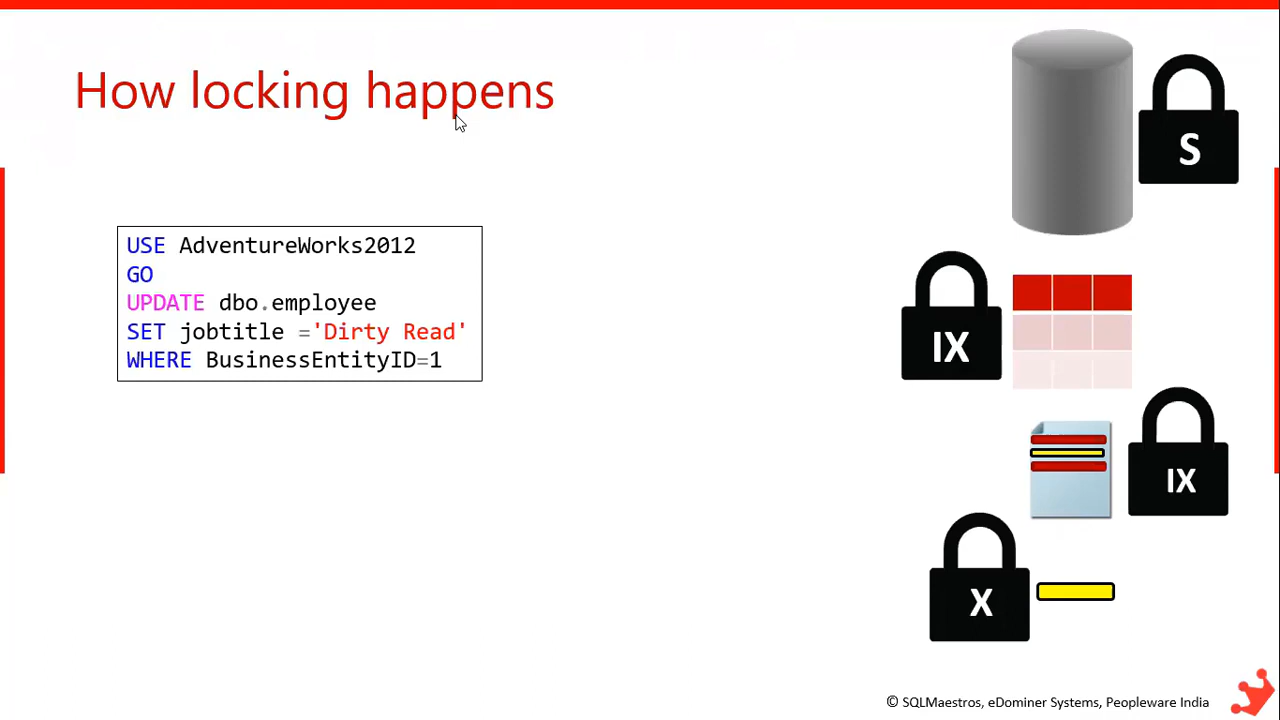 How locking happens
S
USE AdventureWorks2012
GO
UPDATE dbo.employee
SET jobtitle ='Dirty Read'
WHERE BusinessEntityID=1
IX
IX
X
© SQLMaestros, eDominer Systems, Peopleware India